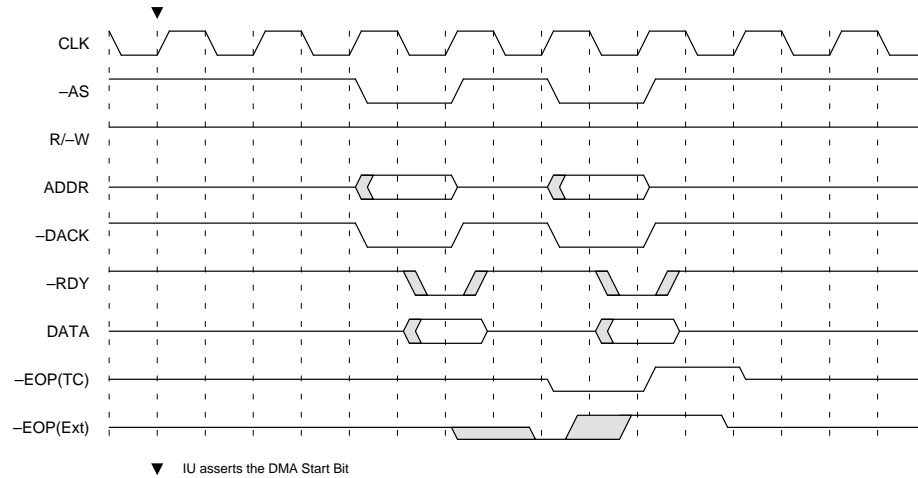 CLK
–AS
R/–W
ADDR
–DACK
–RDY
DATA
–EOP(TC)
–EOP(Ext)
▼ IU asserts the DMA Start Bit